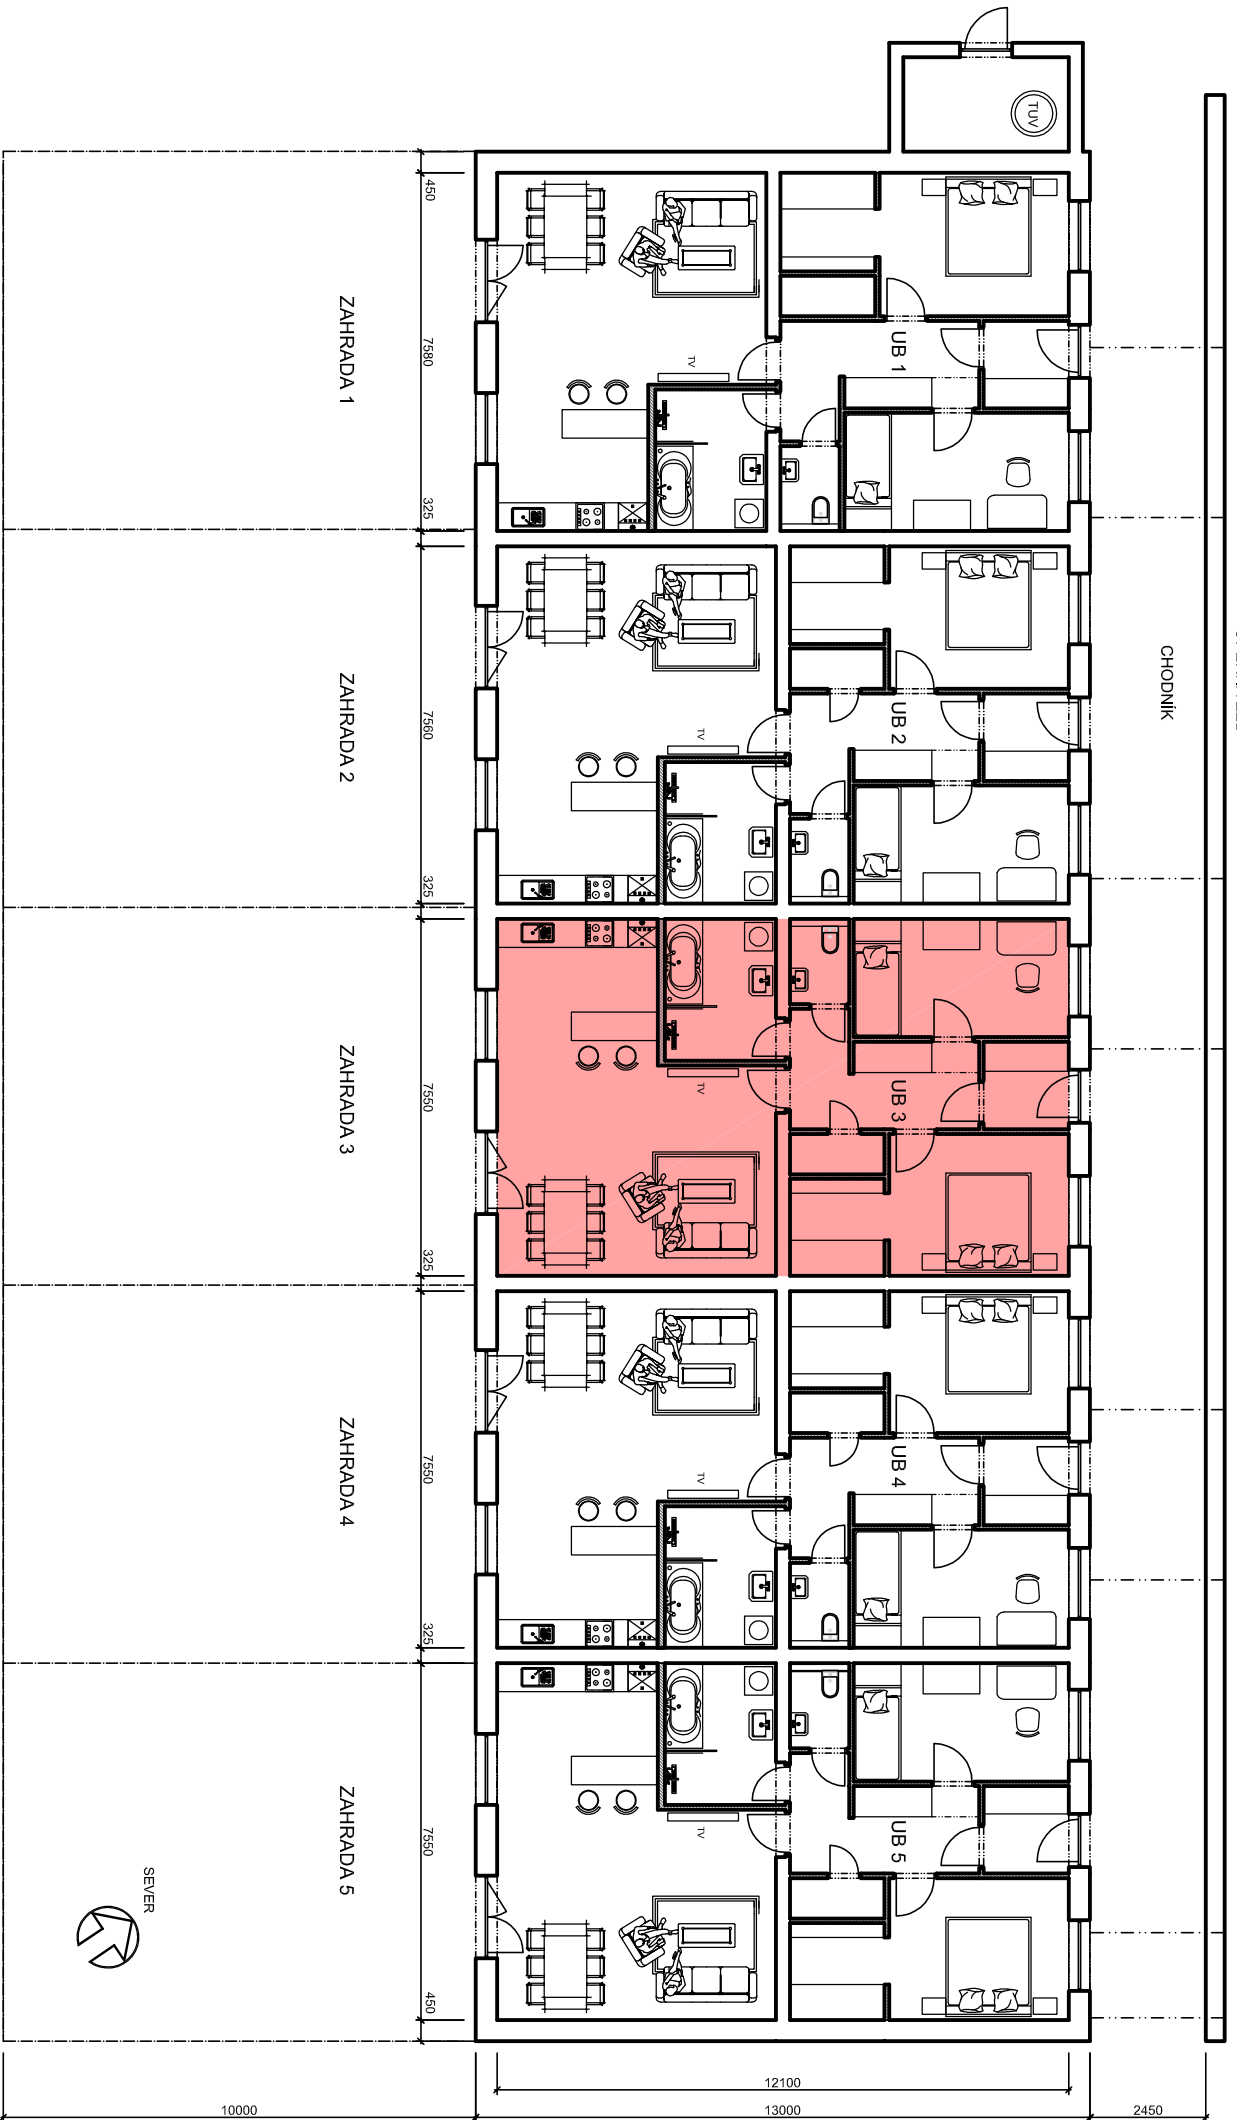 TUV
CHODNÍK
450
7580
325
7560
325
7550
325
7550
325
7550
450
ZAHRADA 1
ZAHRADA 2
ZAHRADA 3
ZAHRADA 4
ZAHRADA 5
UB 1
UB 2
UB 3
UB 4
UB 5
TV
TV
TV
TV
TV
SEVER
12100
10000
13000
2450